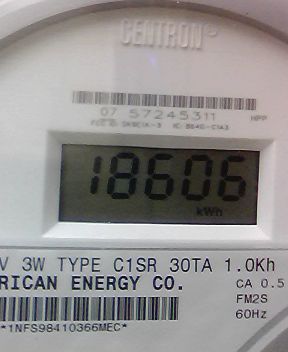 CENTRON®
07 57245311 HPP
18606
kWh
V 3W TYPE C1SR 30TA 1.0Kh
RICAN ENERGY CO.
CA 0.5
FM2S
60Hz
*1NFS98410366MEC*